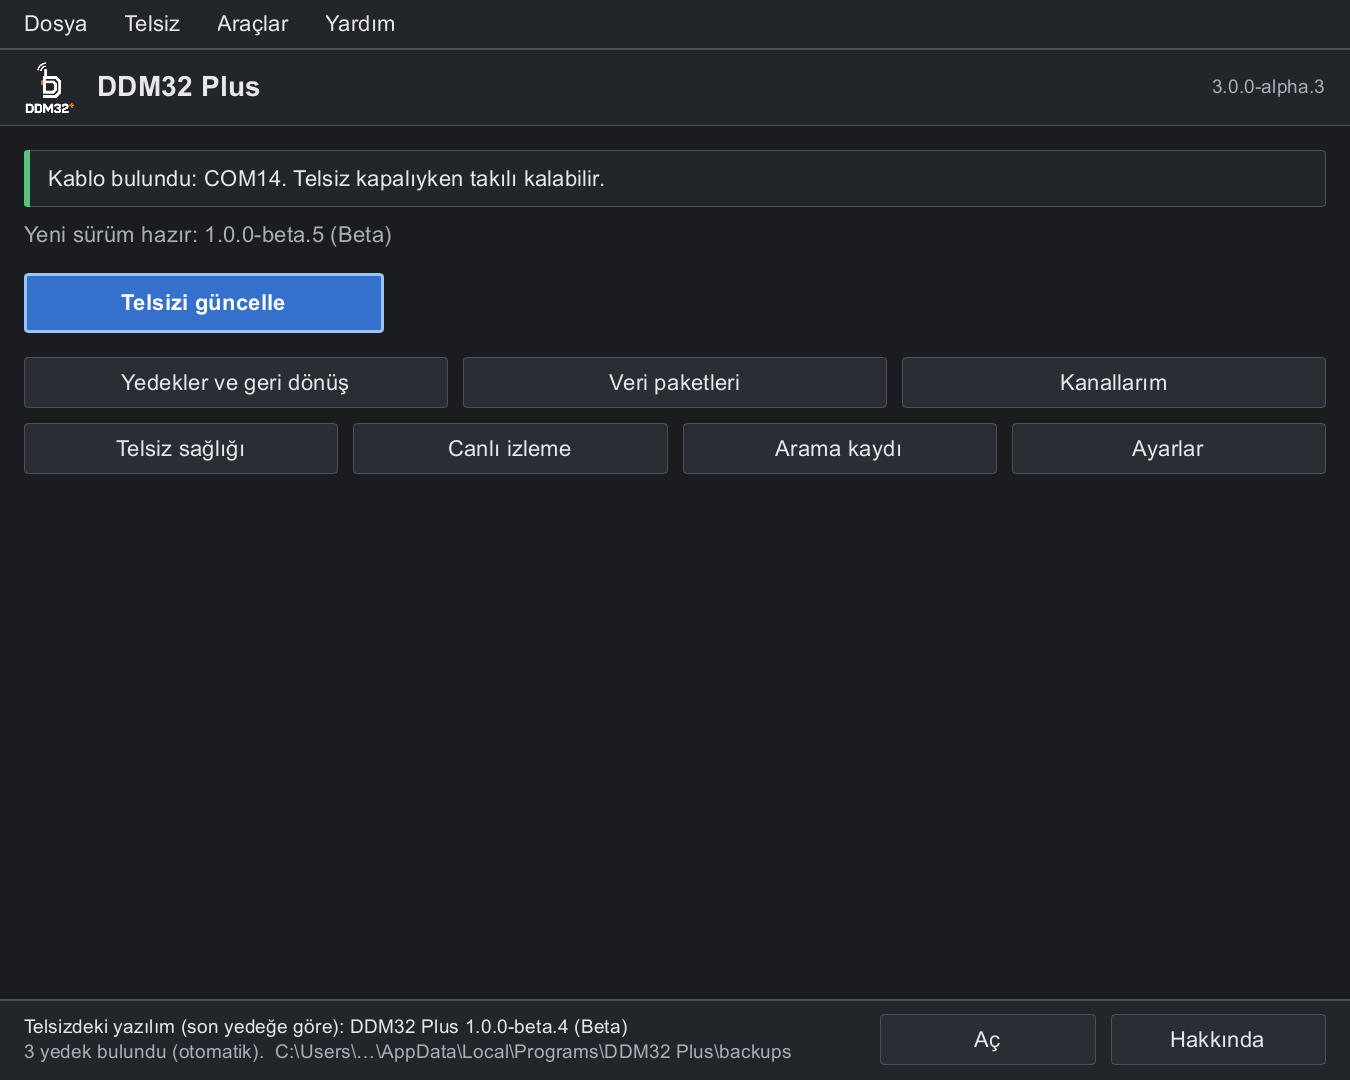 Dosya Telsiz Araçlar Yardım
DDM32+
DDM32 Plus
3.0.0-alpha.3
Kablo bulundu: COM14. Telsiz kapalıyken takılı kalabilir.
Yeni sürüm hazır: 1.0.0-beta.5 (Beta)
Telsizi güncelle
Yedekler ve geri dönüş
Veri paketleri
Kanallarım
Telsiz sağlığı
Canlı izleme
Arama kaydı
Ayarlar
Telsizdeki yazılım (son yedeğe göre): DDM32 Plus 1.0.0-beta.4 (Beta)
3 yedek bulundu (otomatik).  C:\Users\...\AppData\Local\Programs\DDM32 Plus\backups
Aç
Hakkında